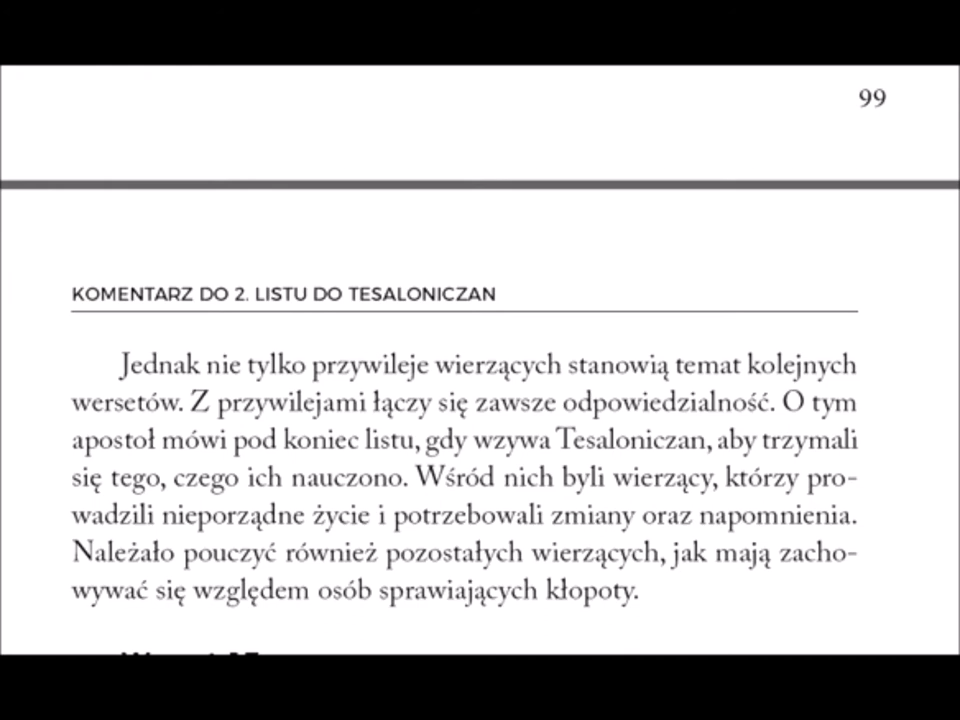 99
KOMENTARZ DO 2. LISTU DO TESALONICZAN
Jednak nie tylko przywileje wierzących stanowią temat kolejnych
wersetów. Z przywilejami łączy się zawsze odpowiedzialność. O tym
apostoł mówi pod koniec listu, gdy wzywa Tesaloniczan, aby trzymali
się tego, czego ich nauczono. Wśród nich byli wierzący, którzy pro-
wadzili nieporządne życie i potrzebowali zmiany oraz napomnienia.
Należało pouczyć również pozostałych wierzących, jak mają zacho-
wywać się względem osób sprawiających kłopoty.